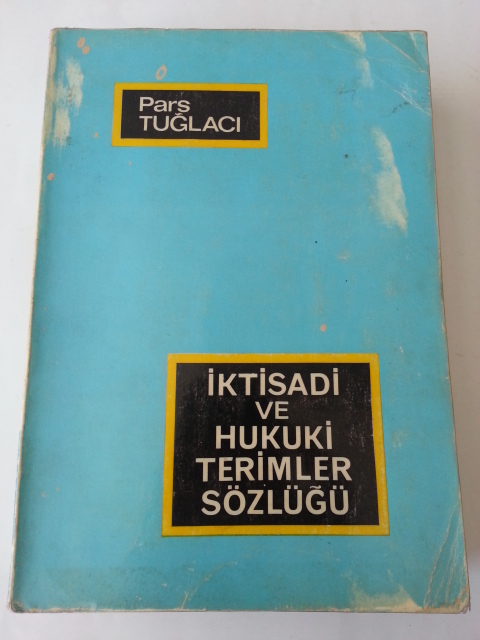 Pars
TUĞLACI
İKTİSADİ
VE
HUKUKİ
TERİMLER
SÖZLÜĞÜ